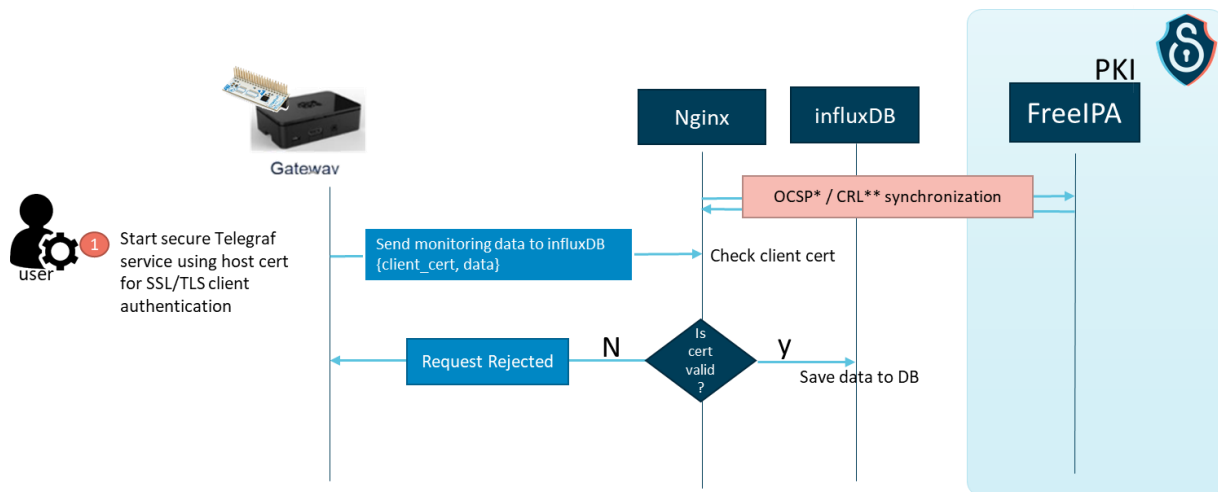 PKI
Nginx
influxDB
FreeIPA
Gateway
OCSP* / CRL** synchronization
1
Start secure Telegraf
service using host cert
for SSL/TLS client
authentication
user
Send monitoring data to influxDB
{client_cert, data}
Check client cert
Is
cert
valid
?
N
y
Request Rejected
Save data to DB